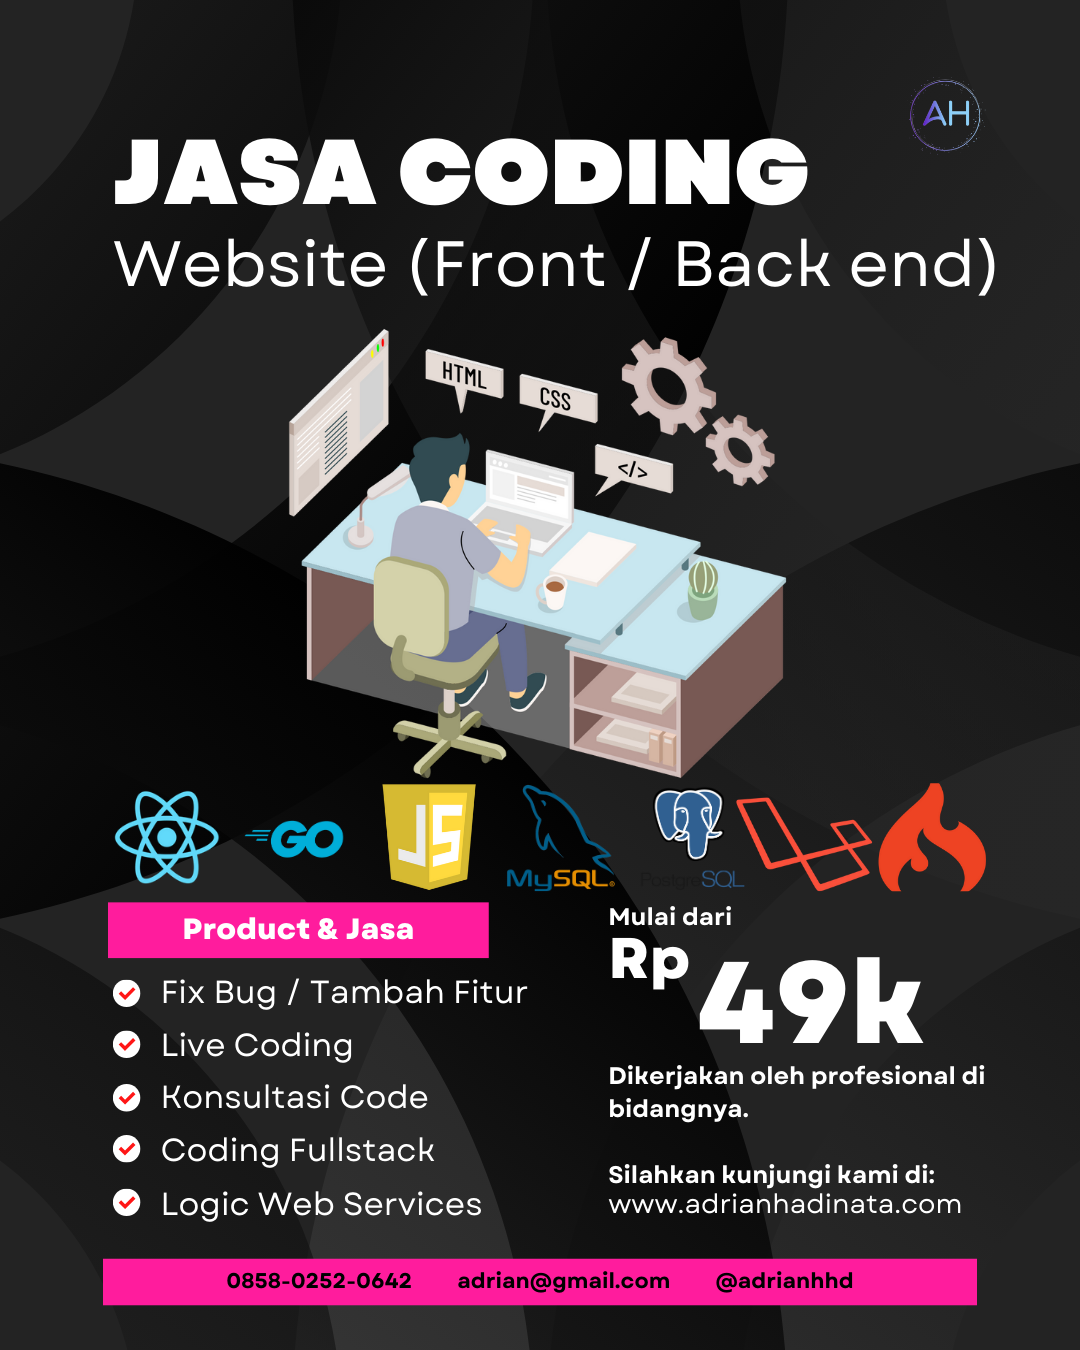 AH
JASA CODING
Website (Front / Back end)
HTML
CSS
</>
GO
JS
MySQL®
PostgreSQL
Product & Jasa
Fix Bug / Tambah Fitur
Live Coding
Konsultasi Code
Coding Fullstack
Logic Web Services
Mulai dari
Rp 49k
Dikerjakan oleh profesional di
bidangnya.
Silahkan kunjungi kami di:
www.adrianhadinata.com
0858-0252-0642 adrian@gmail.com @adrianhhd